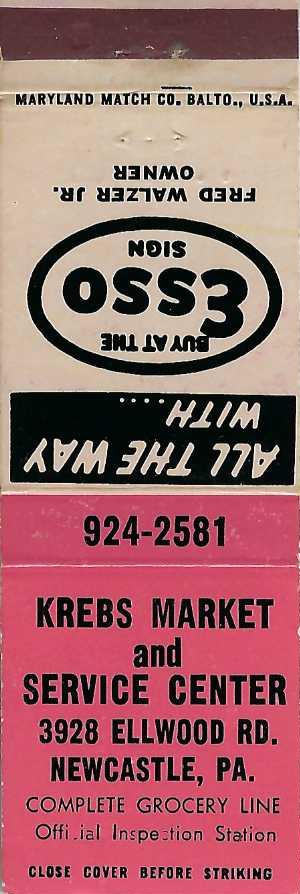 MARYLAND MATCH CO. BALTO., U.S.A.
ALL THE WAY
WITH....
BUY AT THE
Esso
SIGN
FRED WALZER JR.
OWNER
924-2581
KREBS MARKET
and
SERVICE CENTER
3928 ELLWOOD RD.
NEWCASTLE, PA.
COMPLETE GROCERY LINE
Official Inspection Station
CLOSE COVER BEFORE STRIKING